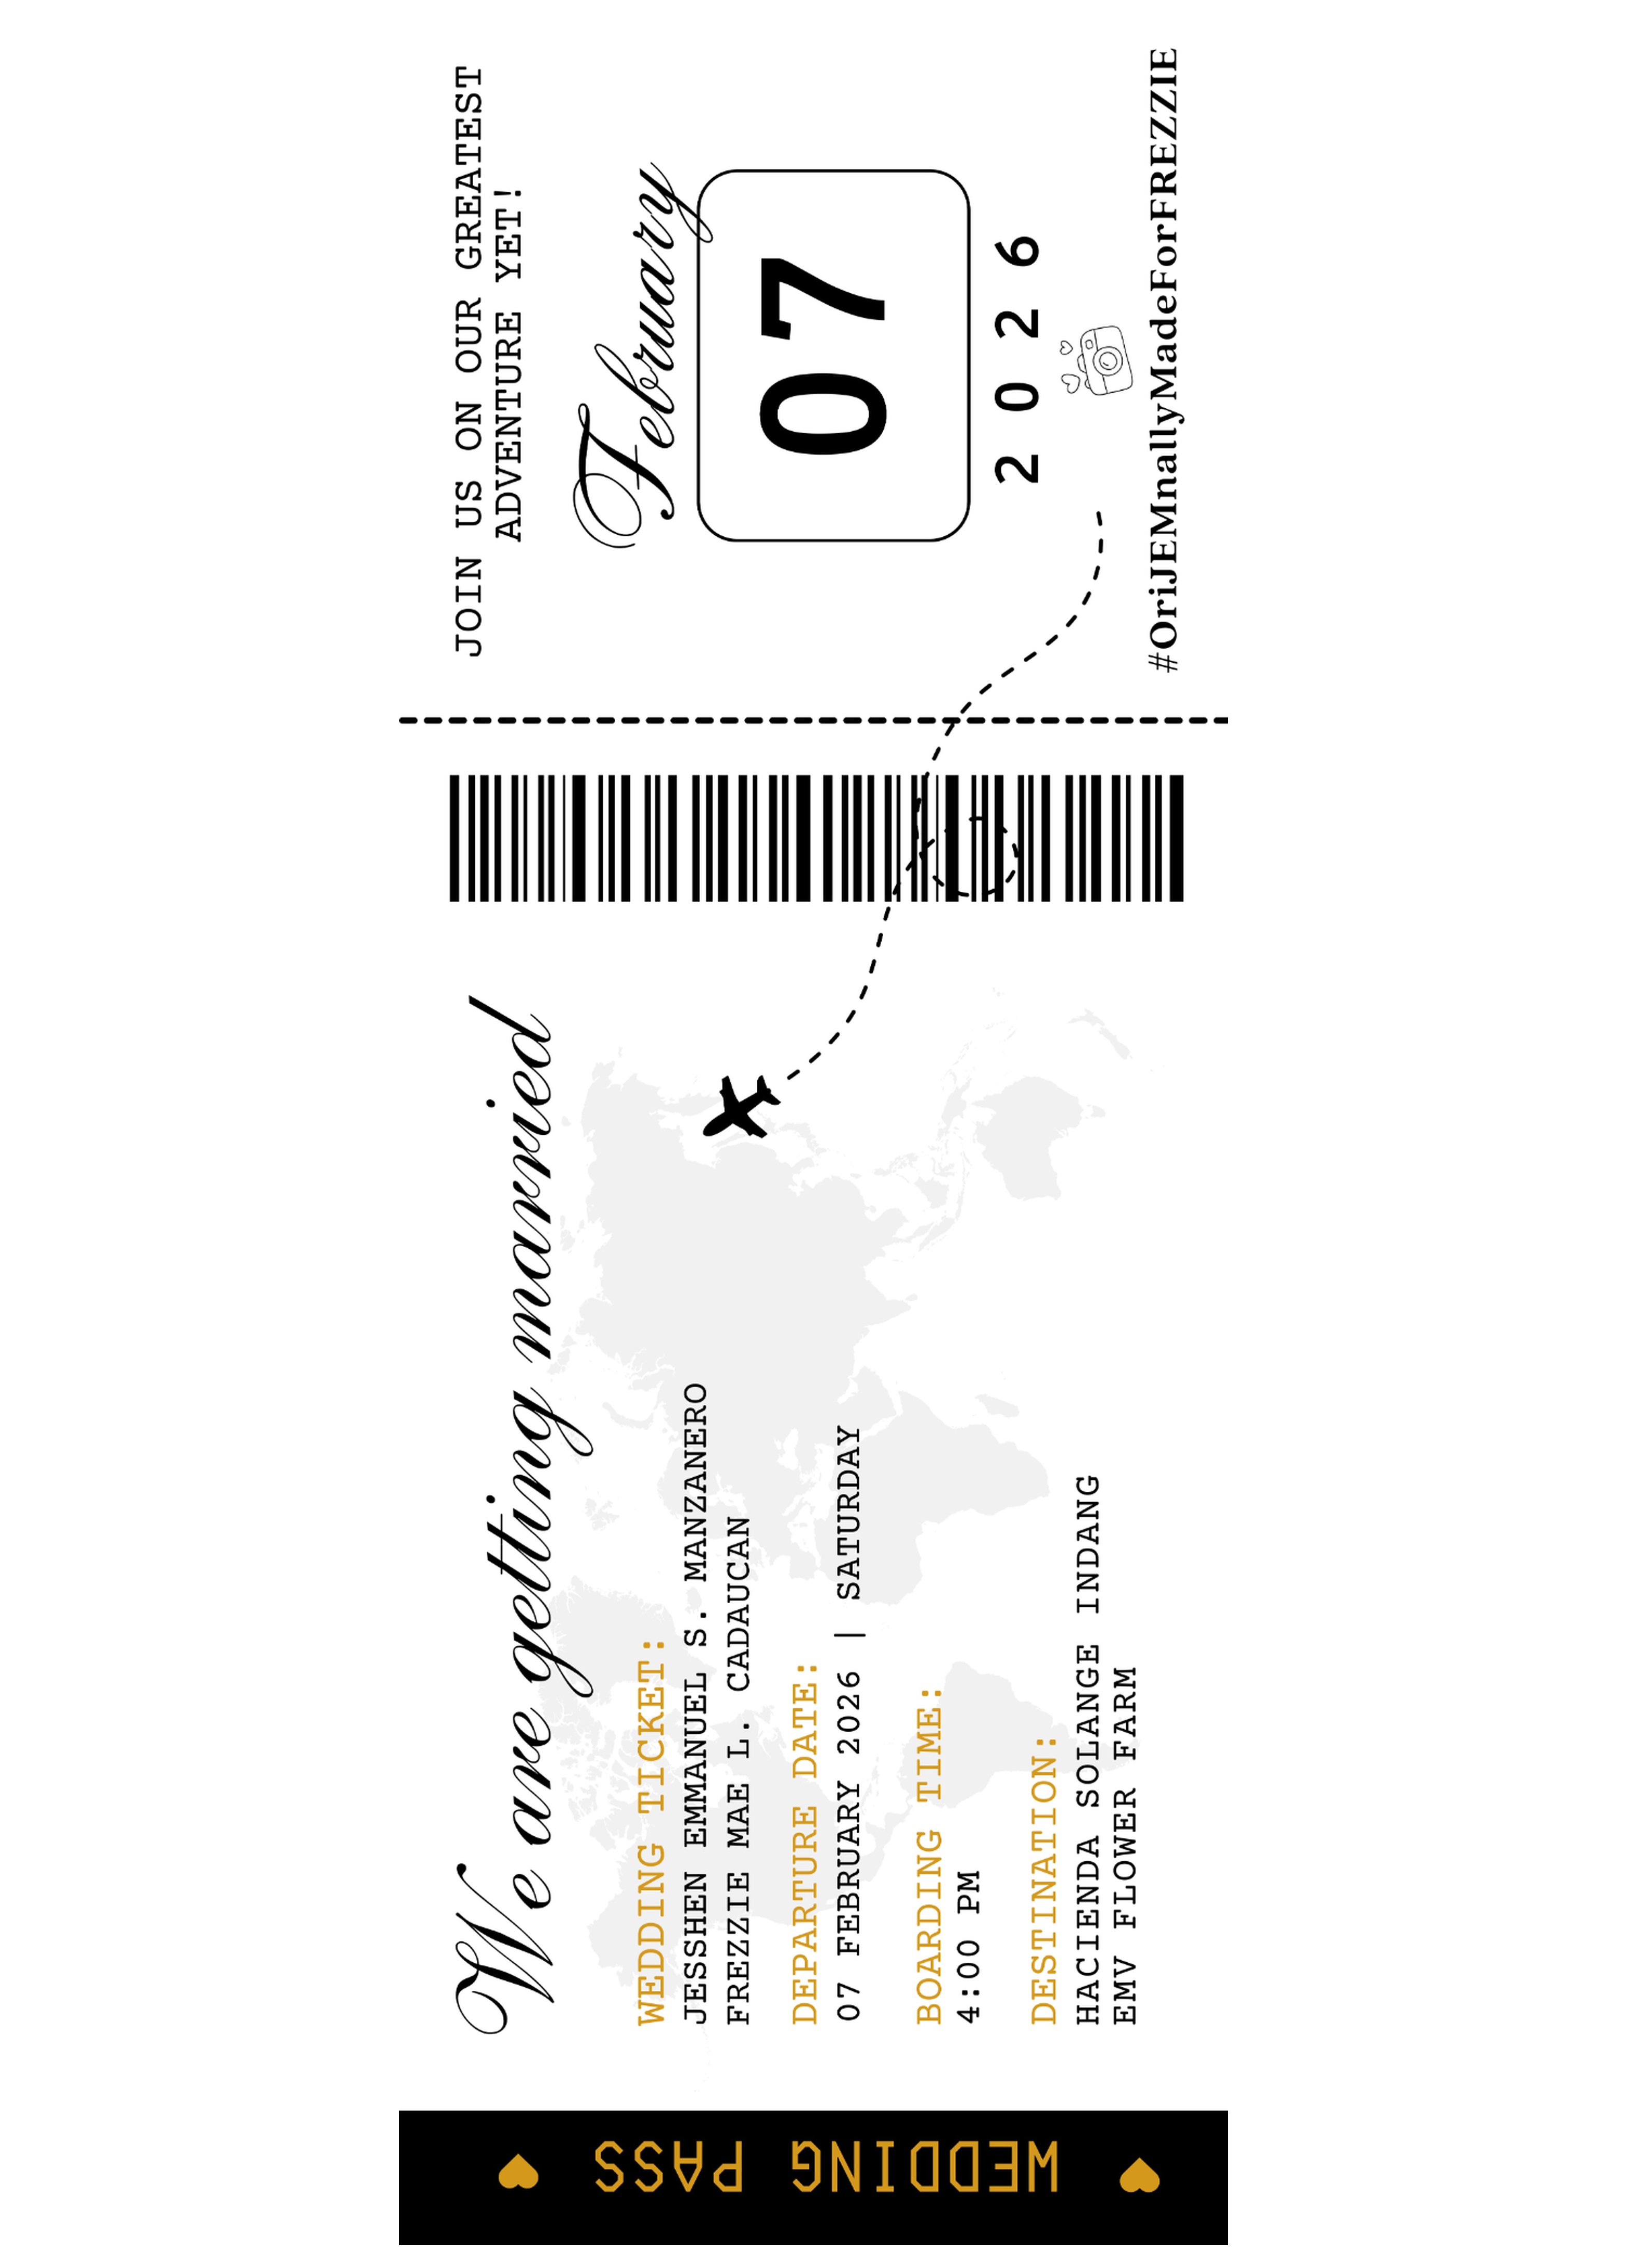 WEDDING PASS
We are getting married
WEDDING TICKET:
JESSHEN EMMANUEL S. MANZANERO
FREZZIE MAE L. CADAUCAN
DEPARTURE DATE:
07 FEBRUARY 2026 | SATURDAY
BOARDING TIME:
4:00 PM
DESTINATION:
HACIENDA SOLANGE INDANG
EMV FLOWER FARM
JOIN US ON OUR GREATEST
ADVENTURE YET!
February
07
2026
#OriJEMnallyMadeForFREZZIE